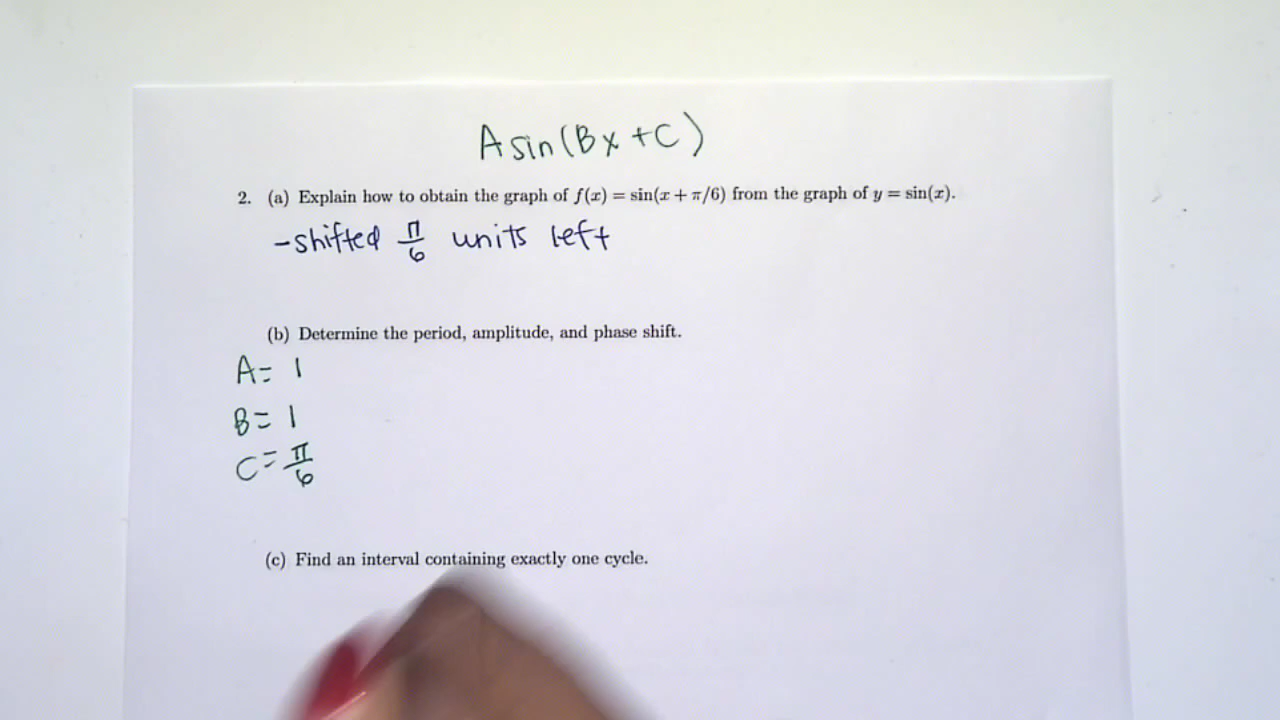 A sin(Bx + C)
2. (a) Explain how to obtain the graph of f(x) = sin(x + π/6) from the graph of y = sin(x).
- shifted π/6 units left
(b) Determine the period, amplitude, and phase shift.
A = 1
B = 1
C = π/6
(c) Find an interval containing exactly one cycle.